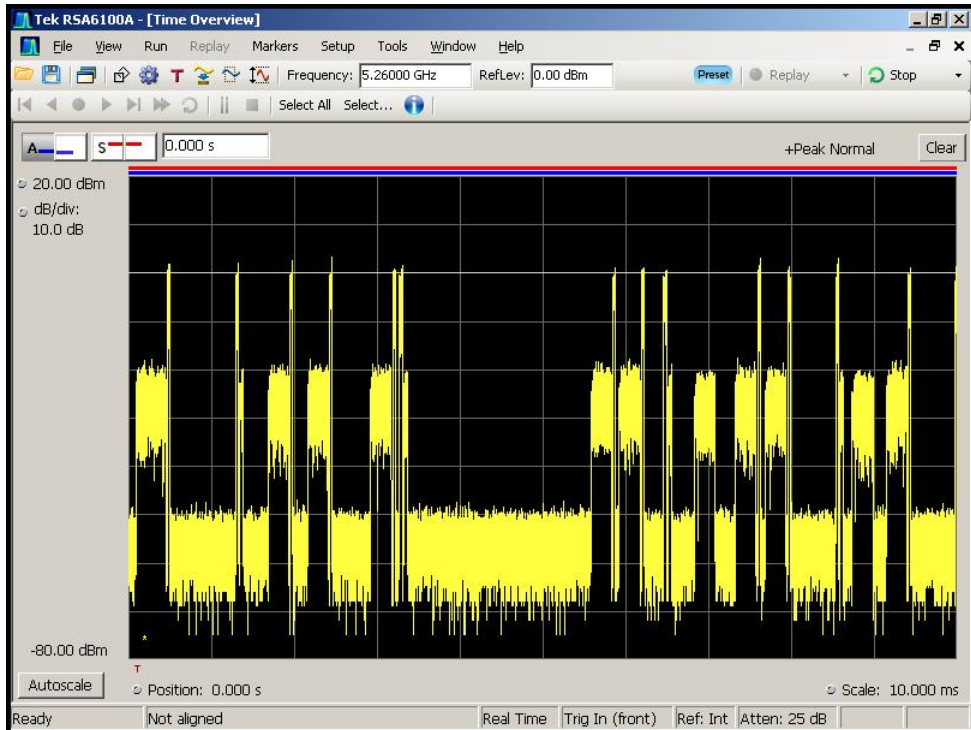 Tek RSA6100A - [Time Overview]
File View Run Replay Markers Setup Tools Window Help
T Frequency: 5.26000 GHz RefLev: 0.00 dBm Preset Replay Stop
Select All Select...
A S 0.000 s +Peak Normal Clear
20.00 dBm
dB/div:
10.0 dB
-80.00 dBm
T
Autoscale Position: 0.000 s Scale: 10.000 ms
Ready Not aligned Real Time Trig In (front) Ref: Int Atten: 25 dB